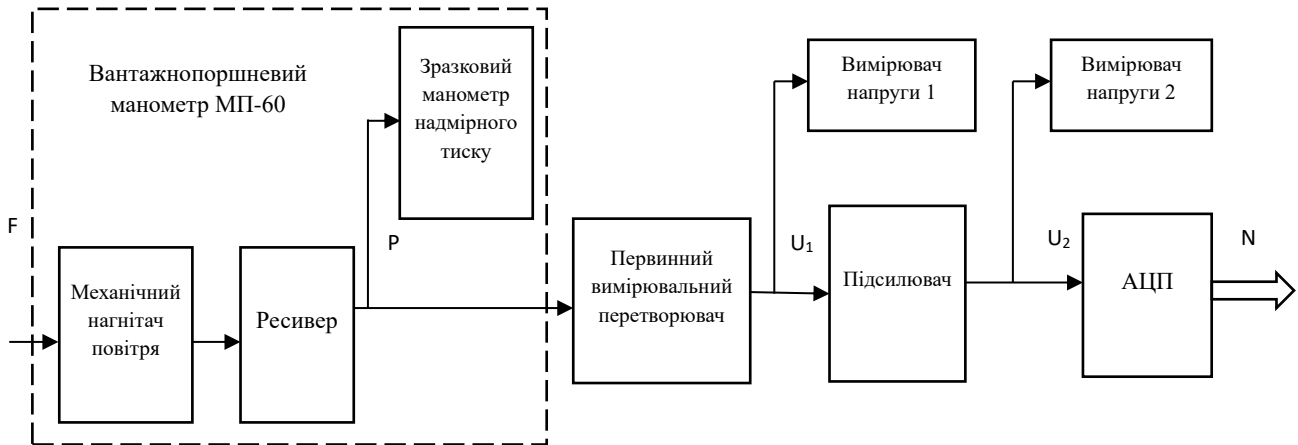 Вантажнопоршневий
манометр МП-60
Зразковий
манометр
надмірного
тиску
Вимірювач
напруги 1
Вимірювач
напруги 2
F
P
U₁
U₂
N
Механічний
нагнітач
повітря
Ресивер
Первинний
вимірювальний
перетворювач
Підсилювач
АЦП